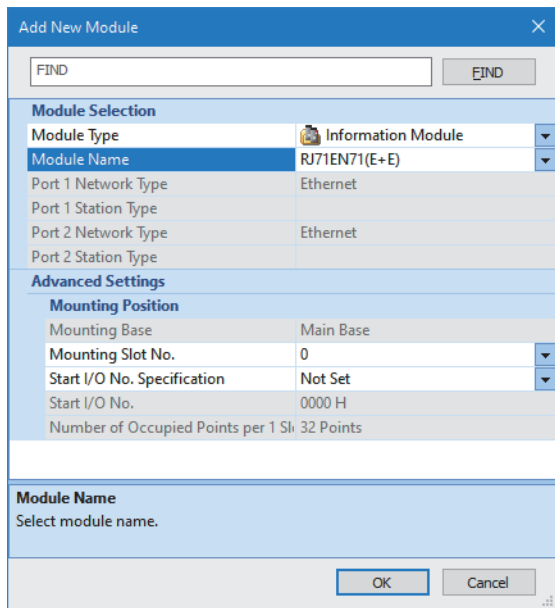 Add New Module
FIND FIND
Module Selection
Module Type Information Module
Module Name RJ71EN71(E+E)
Port 1 Network Type Ethernet
Port 1 Station Type
Port 2 Network Type Ethernet
Port 2 Station Type
Advanced Settings
Mounting Position
Mounting Base Main Base
Mounting Slot No. 0
Start I/O No. Specification Not Set
Start I/O No. 0000 H
Number of Occupied Points per 1 Slo 32 Points
Module Name
Select module name.
OK Cancel